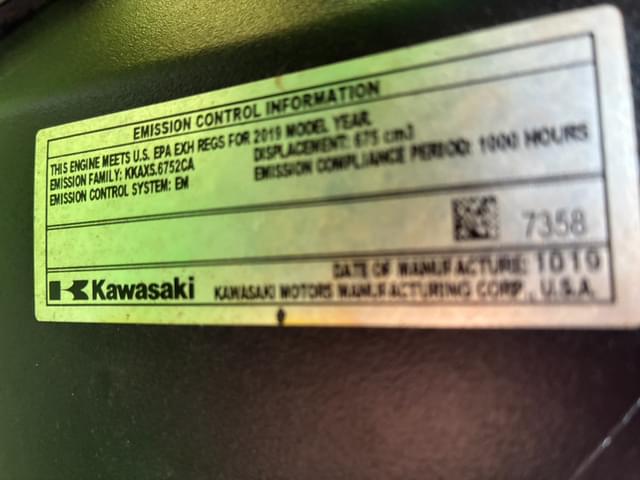 EMISSION CONTROL INFORMATION
THIS ENGINE MEETS U.S. EPA EXH REGS FOR 2019 MODEL YEAR.
EMISSION FAMILY: KKAXS.6752CA DISPLACEMENT: 675 cm3
EMISSION CONTROL SYSTEM: EM EMISSION COMPLIANCE PERIOD: 1000 HOURS
7358
DATE OF MANUFACTURE:
Kawasaki KAWASAKI MOTORS MANUFACTURING CORP., U.S.A.